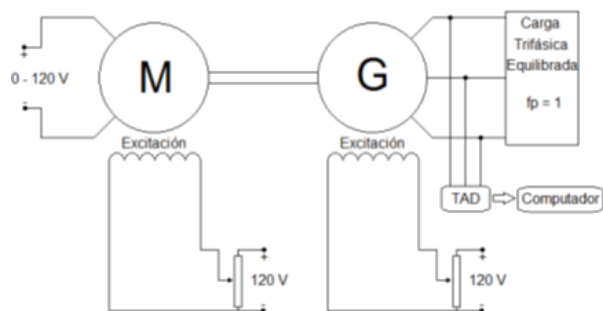 +
0 - 120 V
-
M
G
Carga
Trifásica
Equilibrada
fp = 1
Excitación
Excitación
TAD
Computador
+
120 V
-
+
120 V
-